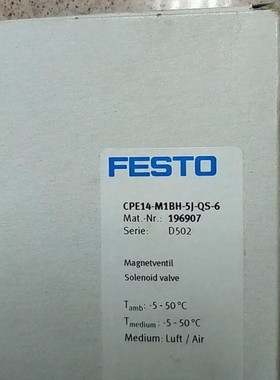 FESTO
CPE14-M1BH-5J-QS-6
Mat.-Nr.: 196907
Serie: D502
Magnetventil
Solenoid valve
Tamb: -5 - 50 °C
Tmedium: -5 - 50 °C
Medium: Luft / Air